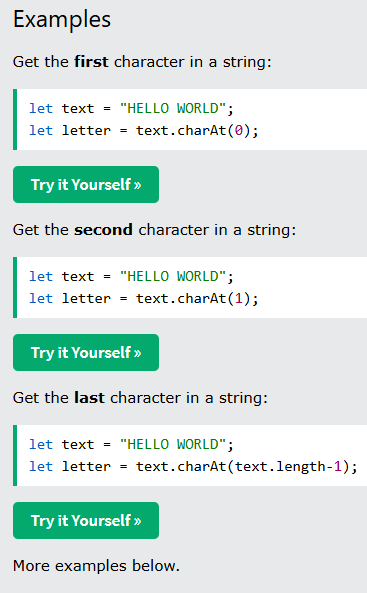 Examples
Get the first character in a string:
let text = "HELLO WORLD";
let letter = text.charAt(0);
Try it Yourself »
Get the second character in a string:
let text = "HELLO WORLD";
let letter = text.charAt(1);
Try it Yourself »
Get the last character in a string:
let text = "HELLO WORLD";
let letter = text.charAt(text.length-1);
Try it Yourself »
More examples below.